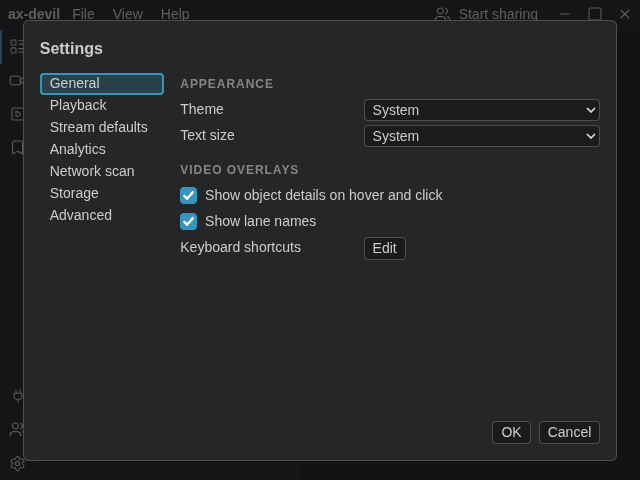 ax-devil File View Help Start sharing
Settings
General
Playback
Stream defaults
Analytics
Network scan
Storage
Advanced
APPEARANCE
Theme System
Text size System
VIDEO OVERLAYS
Show object details on hover and click
Show lane names
Keyboard shortcuts Edit
OK Cancel